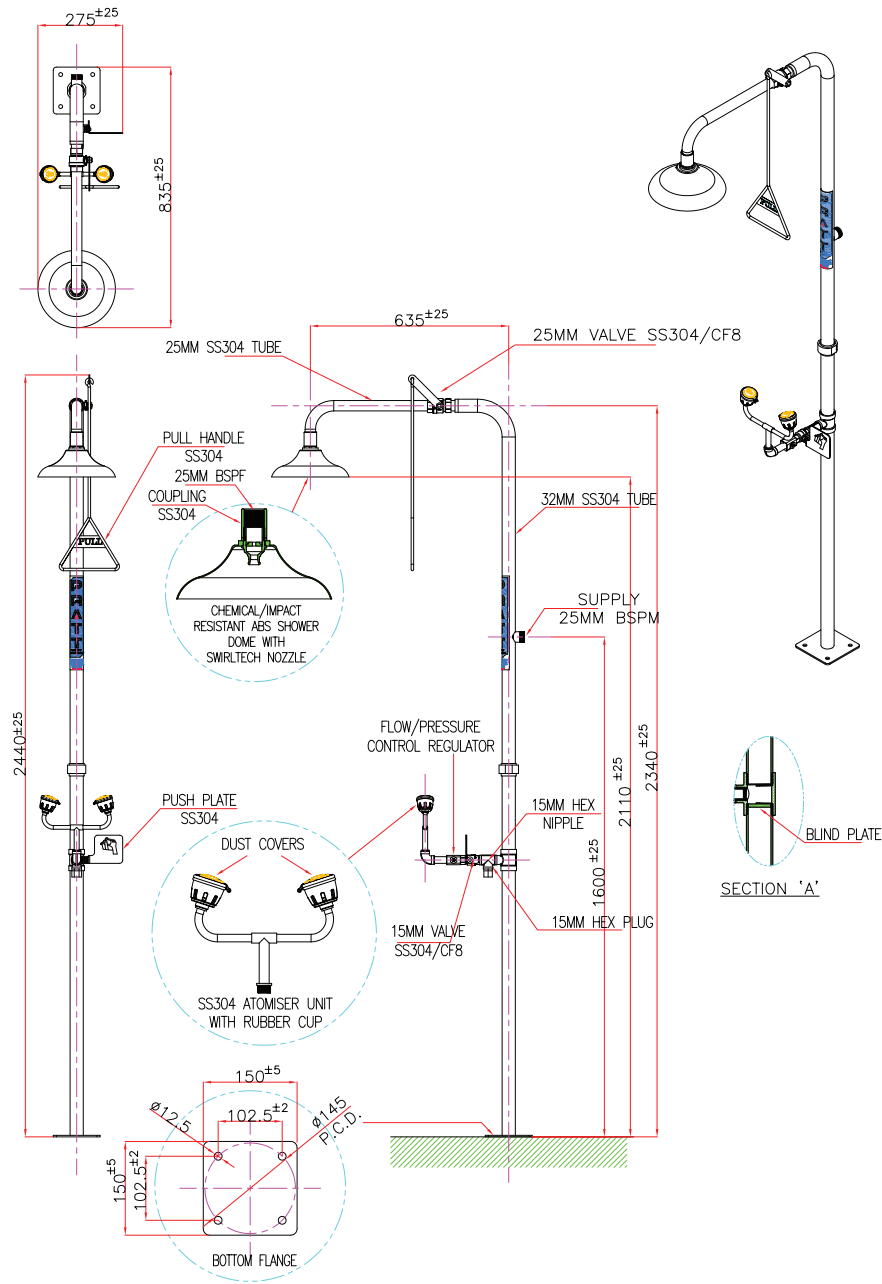 275±25
835±25
PULL
PRATT
635±25
25MM SS304 TUBE
25MM VALVE SS304/CF8
PULL HANDLE
SS304
25MM BSPF
COUPLING
SS304
PULL
32MM SS304 TUBE
CHEMICAL/IMPACT
RESISTANT ABS SHOWER
DOME WITH
SWIRLTECH NOZZLE
PRATT
SUPPLY
25MM BSPM
2440±25
FLOW/PRESSURE
CONTROL REGULATOR
2110±25
2340±25
1600±25
PUSH PLATE
SS304
15MM HEX
NIPPLE
DUST COVERS
BLIND PLATE
SECTION 'A'
15MM VALVE
SS304/CF8
15MM HEX PLUG
SS304 ATOMISER UNIT
WITH RUBBER CUP
150±5
Ø12.5
102.5±2
Ø145
P.C.D.
150±5
102.5±2
BOTTOM FLANGE